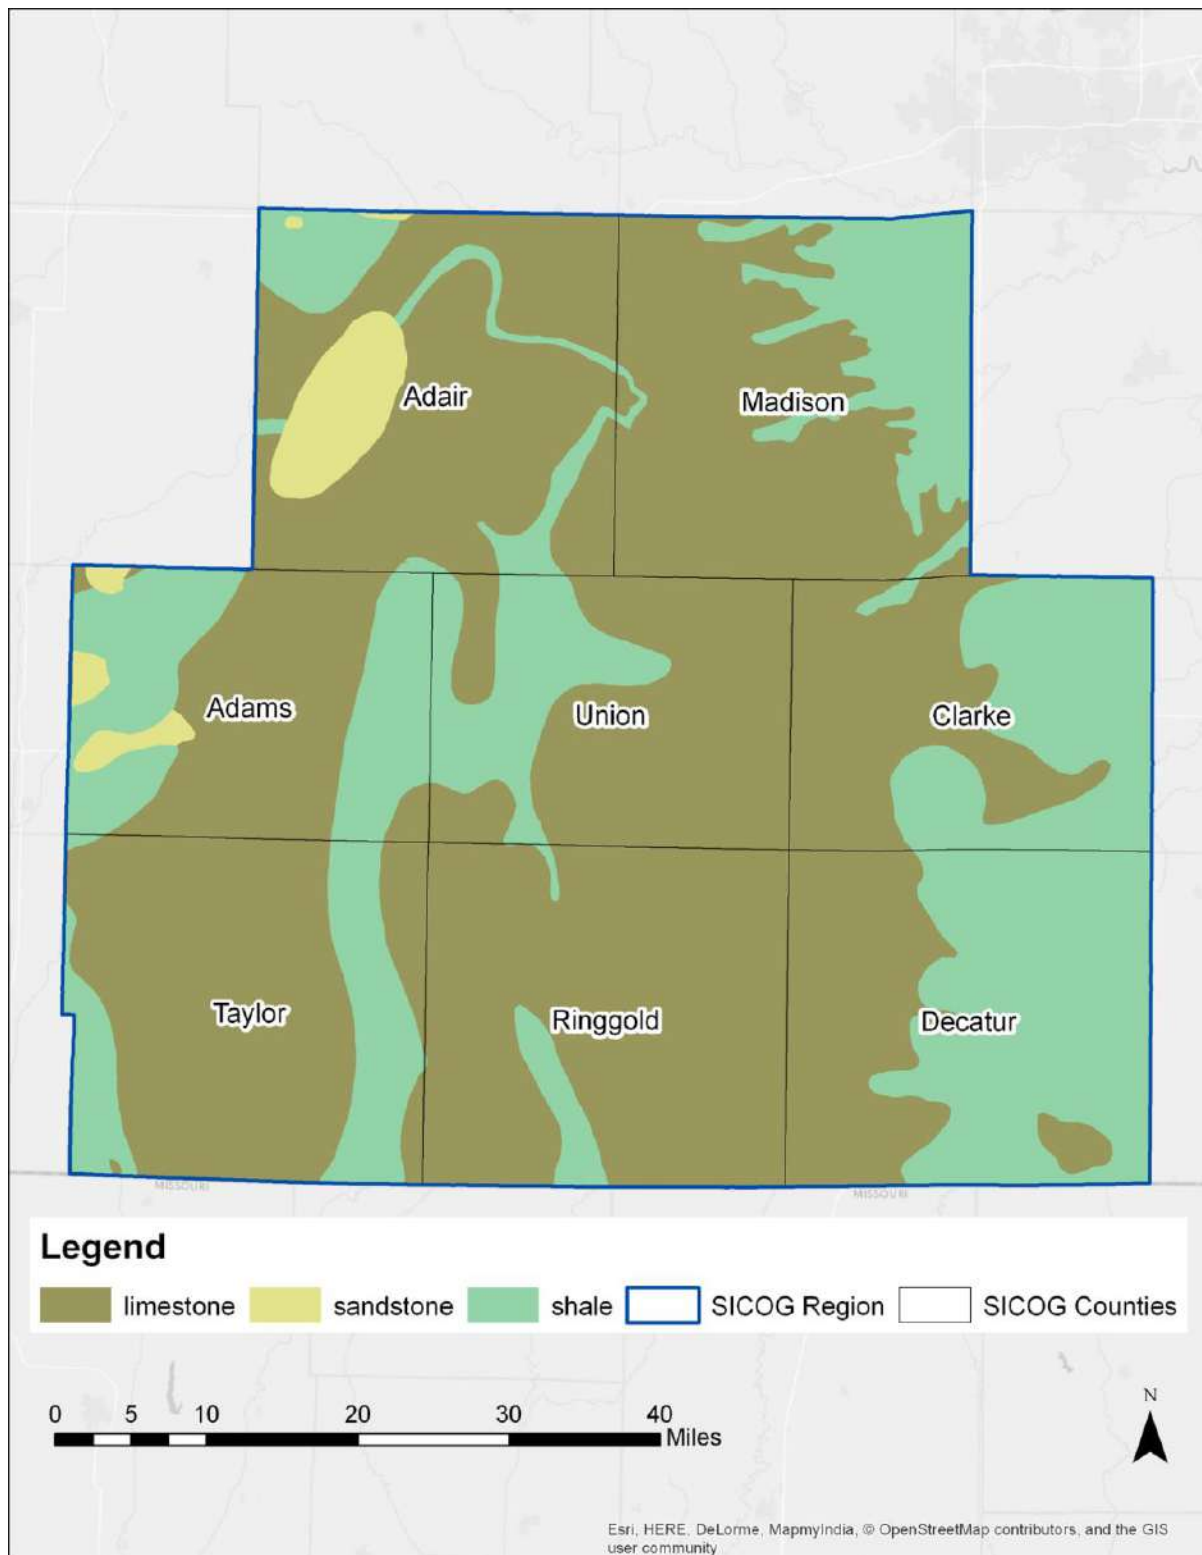 Adair
Madison
Adams
Union
Clarke
Taylor
Ringgold
Decatur
MISSOURI
MISSOURI
Legend
limestone
sandstone
shale
SICOG Region
SICOG Counties
0 5 10 20 30 40
Miles
N
Esri, HERE, DeLorme, MapmyIndia, © OpenStreetMap contributors, and the GIS
user community